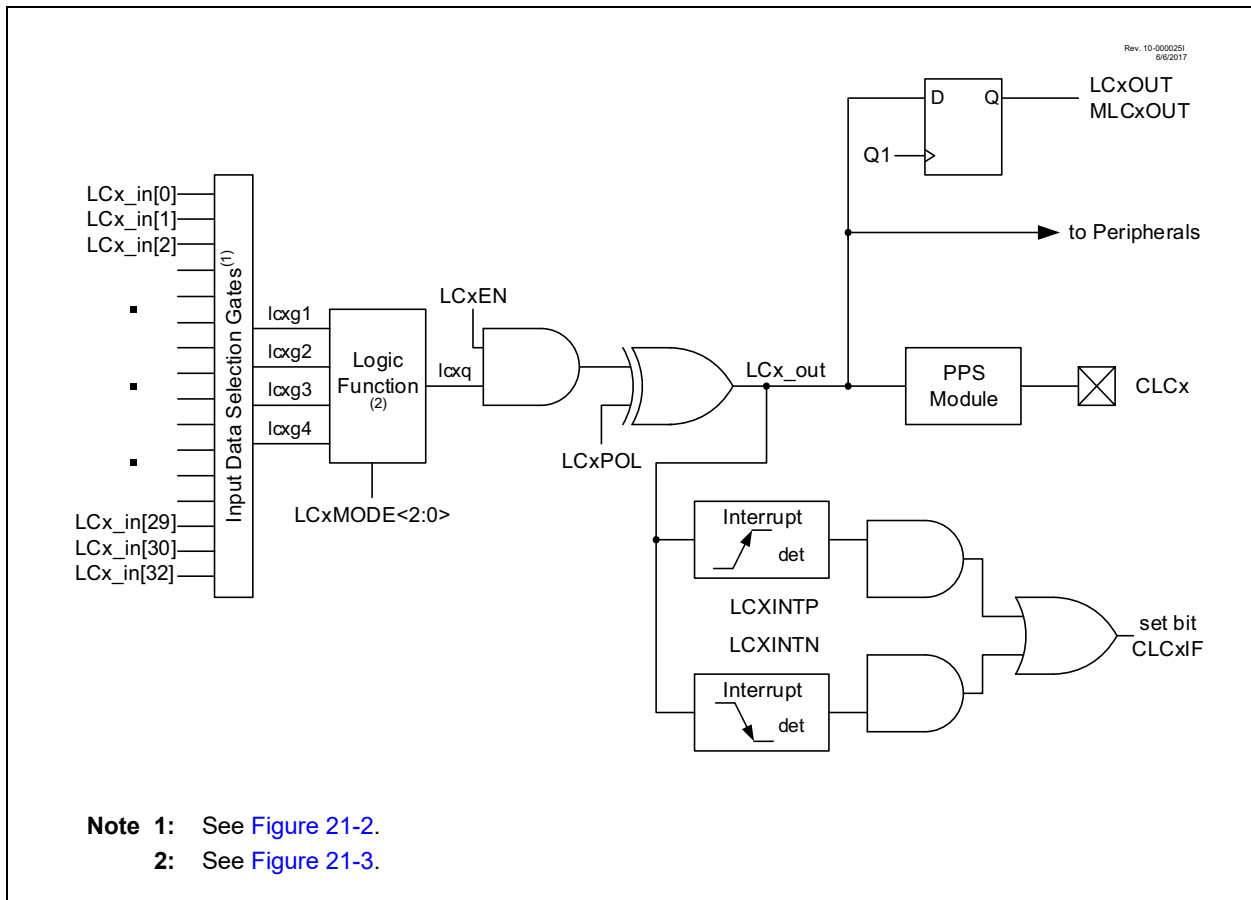 Rev. 10-000025I
6/6/2017
LCxOUT
MLCxOUT
D
Q
Q1
to Peripherals
LCx_in[0]
LCx_in[1]
LCx_in[2]
Input Data Selection Gates(1)
lcxg1
lcxg2
lcxg3
lcxg4
Logic
Function
(2)
LCxMODE<2:0>
LCxEN
lcxq
LCxPOL
LCx_out
PPS
Module
CLCx
LCx_in[29]
LCx_in[30]
LCx_in[32]
Interrupt
det
LCXINTP
LCXINTN
Interrupt
det
set bit
CLCxIF
Note 1: See Figure 21-2.
2: See Figure 21-3.